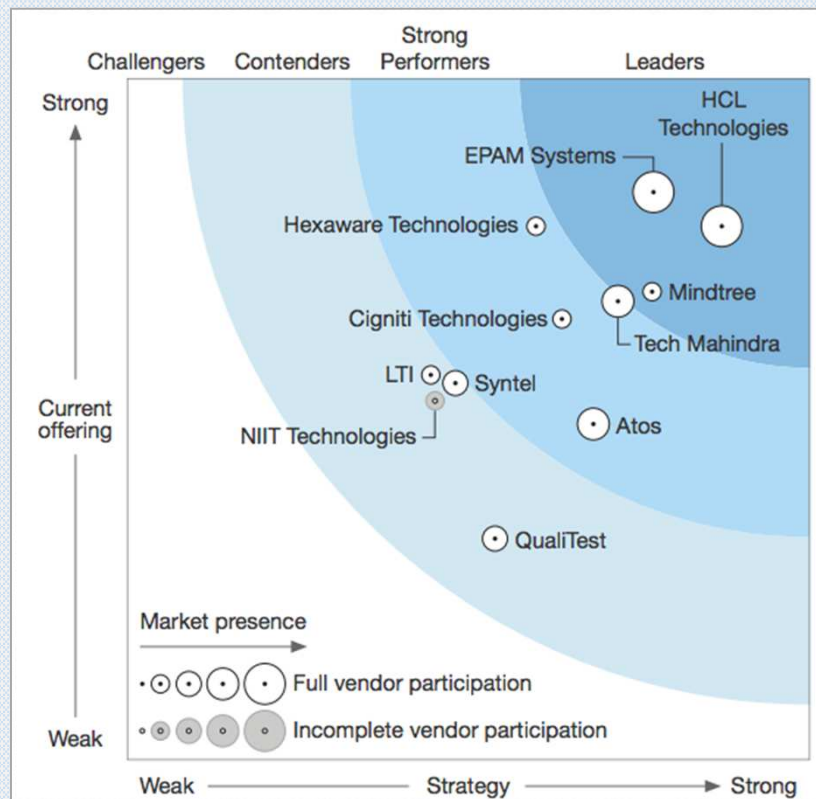 Challengers
Contenders
Strong
Performers
Leaders
Strong
HCL
Technologies
EPAM Systems
Hexaware Technologies
Mindtree
Cigniti Technologies
Tech Mahindra
LTI
Syntel
Current
offering
NIIT Technologies
Atos
QualiTest
Market presence
Full vendor participation
Incomplete vendor participation
Weak
Weak
Strategy
Strong